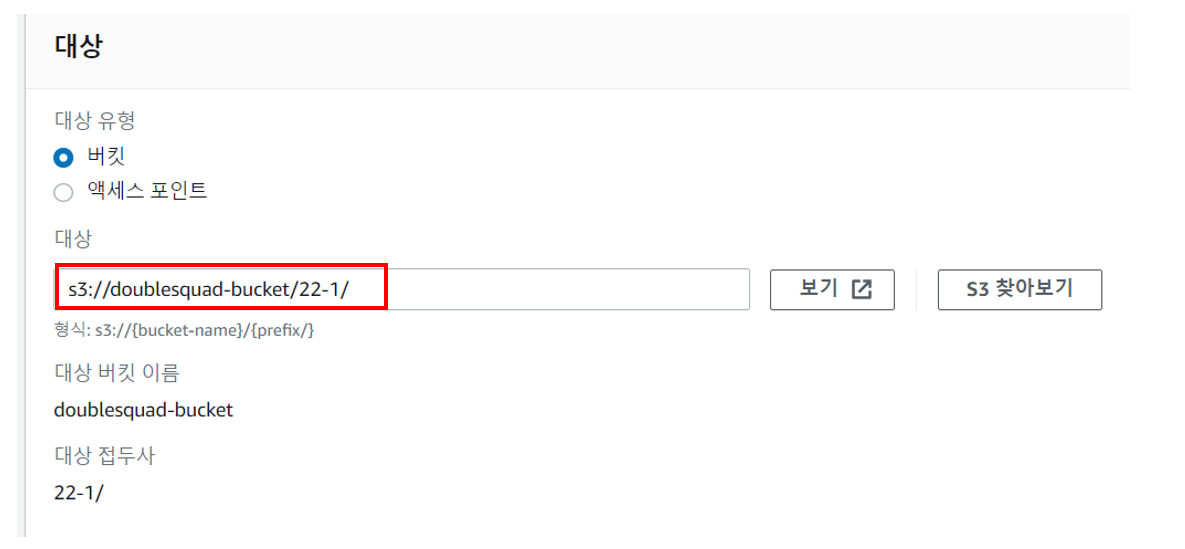 대상
대상 유형
버킷
액세스 포인트
대상
s3://doublesquad-bucket/22-1/
보기
S3 찾아보기
형식: s3://{bucket-name}/{prefix/}
대상 버킷 이름
doublesquad-bucket
대상 접두사
22-1/